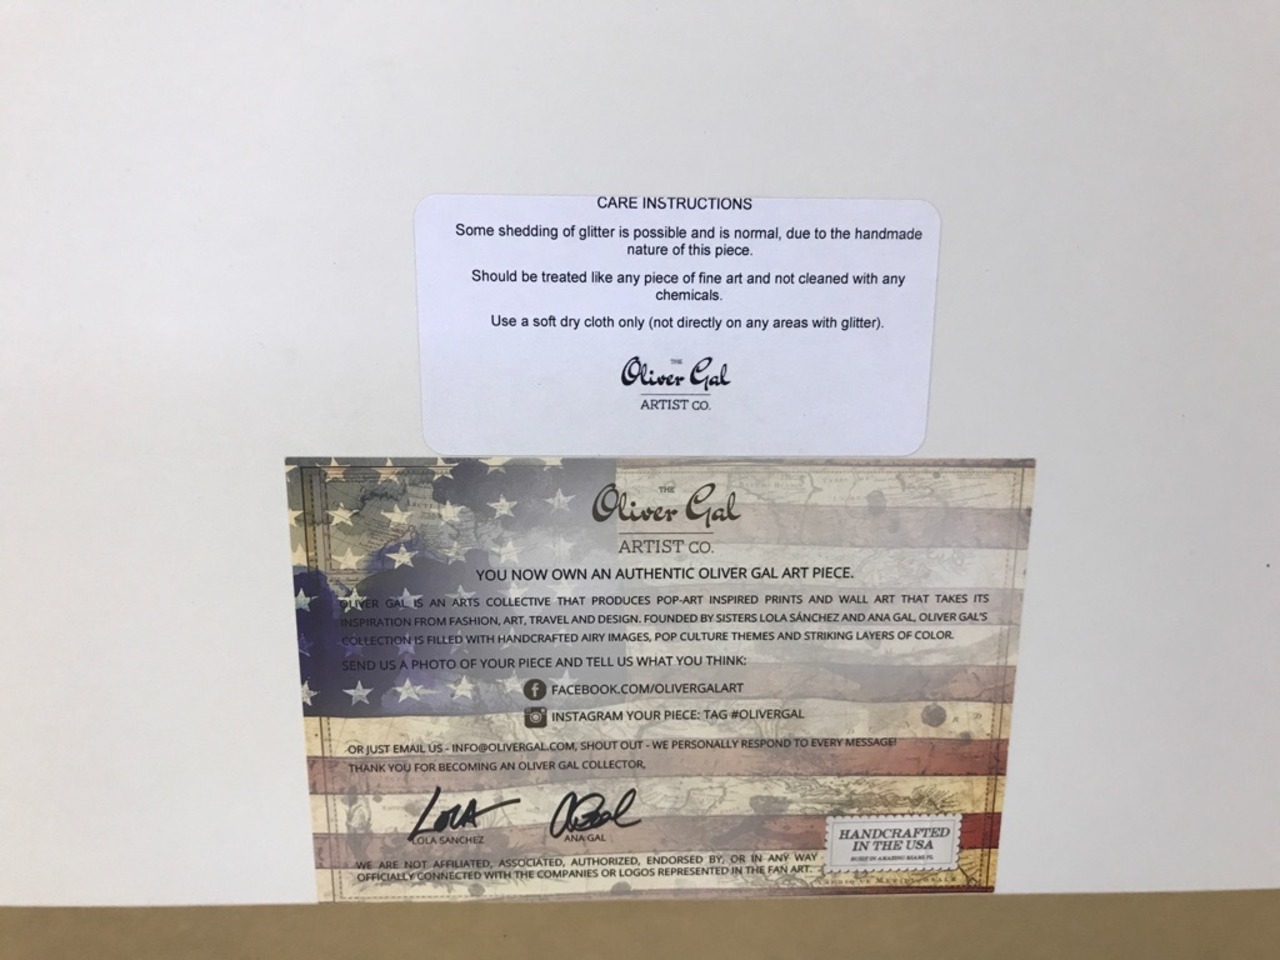 CARE INSTRUCTIONS
Some shedding of glitter is possible and is normal, due to the handmade
nature of this piece.
Should be treated like any piece of fine art and not cleaned with any
chemicals.
Use a soft dry cloth only (not directly on any areas with glitter).
THE
Oliver Gal
ARTIST CO.
THE
Oliver Gal
ARTIST CO.
YOU NOW OWN AN AUTHENTIC OLIVER GAL ART PIECE.
OLIVER GAL IS AN ARTS COLLECTIVE THAT PRODUCES POP-ART INSPIRED PRINTS AND WALL ART THAT TAKES ITS
INSPIRATION FROM FASHION, ART, TRAVEL AND DESIGN. FOUNDED BY SISTERS LOLA SÁNCHEZ AND ANA GAL, OLIVER GAL'S
COLLECTION IS FILLED WITH HANDCRAFTED AIRY IMAGES, POP CULTURE THEMES AND STRIKING LAYERS OF COLOR.
SEND US A PHOTO OF YOUR PIECE AND TELL US WHAT YOU THINK:
FACEBOOK.COM/OLIVERGALART
INSTAGRAM YOUR PIECE: TAG #OLIVERGAL
OR JUST EMAIL US - INFO@OLIVERGAL.COM, SHOUT OUT - WE PERSONALLY RESPOND TO EVERY MESSAGE!
THANK YOU FOR BECOMING AN OLIVER GAL COLLECTOR,
LOLA
LOLA SANCHEZ
ANA GAL
HANDCRAFTED
IN THE USA
BUILT IN AMAZING MIAMI FL
WE ARE NOT AFFILIATED, ASSOCIATED, AUTHORIZED, ENDORSED BY, OR IN ANY WAY
OFFICIALLY CONNECTED WITH THE COMPANIES OR LOGOS REPRESENTED IN THE FAN ART.